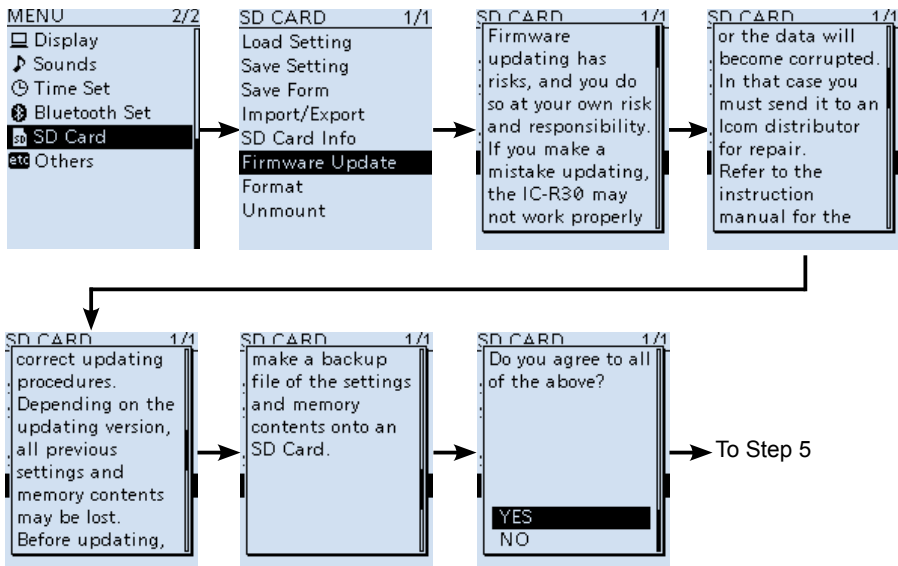 MENU 2/2
Display
Sounds
Time Set
Bluetooth Set
SD SD Card
etc Others
SD CARD 1/1
Load Setting
Save Setting
Save Form
Import/Export
SD Card Info
Firmware Update
Format
Unmount
SD CARD 1/1
Firmware
updating has
risks, and you do
so at your own risk
and responsibility.
If you make a
mistake updating,
the IC-R30 may
not work properly
SD CARD 1/1
or the data will
become corrupted.
In that case you
must send it to an
Icom distributor
for repair.
Refer to the
instruction
manual for the
SD CARD 1/1
correct updating
procedures.
Depending on the
updating version,
all previous
settings and
memory contents
may be lost.
Before updating,
SD CARD 1/1
make a backup
file of the settings
and memory
contents onto an
SD Card.
SD CARD 1/1
Do you agree to all
of the above?
YES
NO
To Step 5